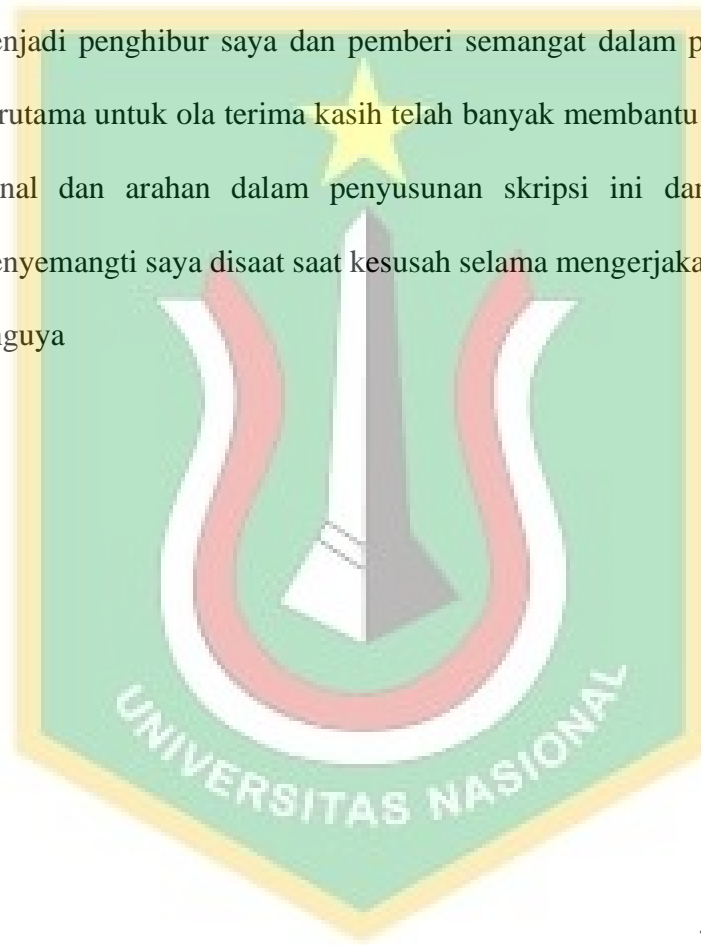 enjadi penghibur saya dan pemberi semangat dalam p
rutama untuk ola terima kasih telah banyak membantu
nal dan arahan dalam penyusunan skripsi ini dan
enyemangti saya disaat saat kesusah selama mengerjaka
nguya
UNIVERSITAS NASIONAL